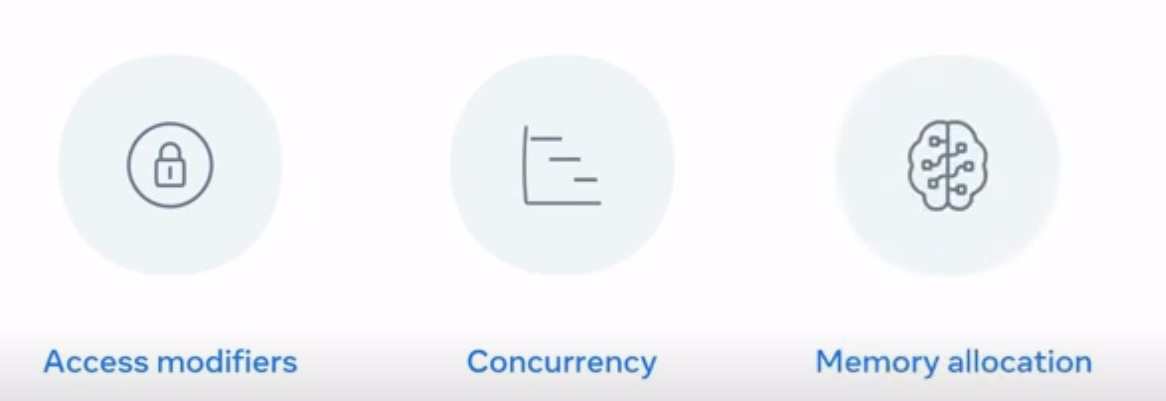 Access modifiers
Concurrency
Memory allocation